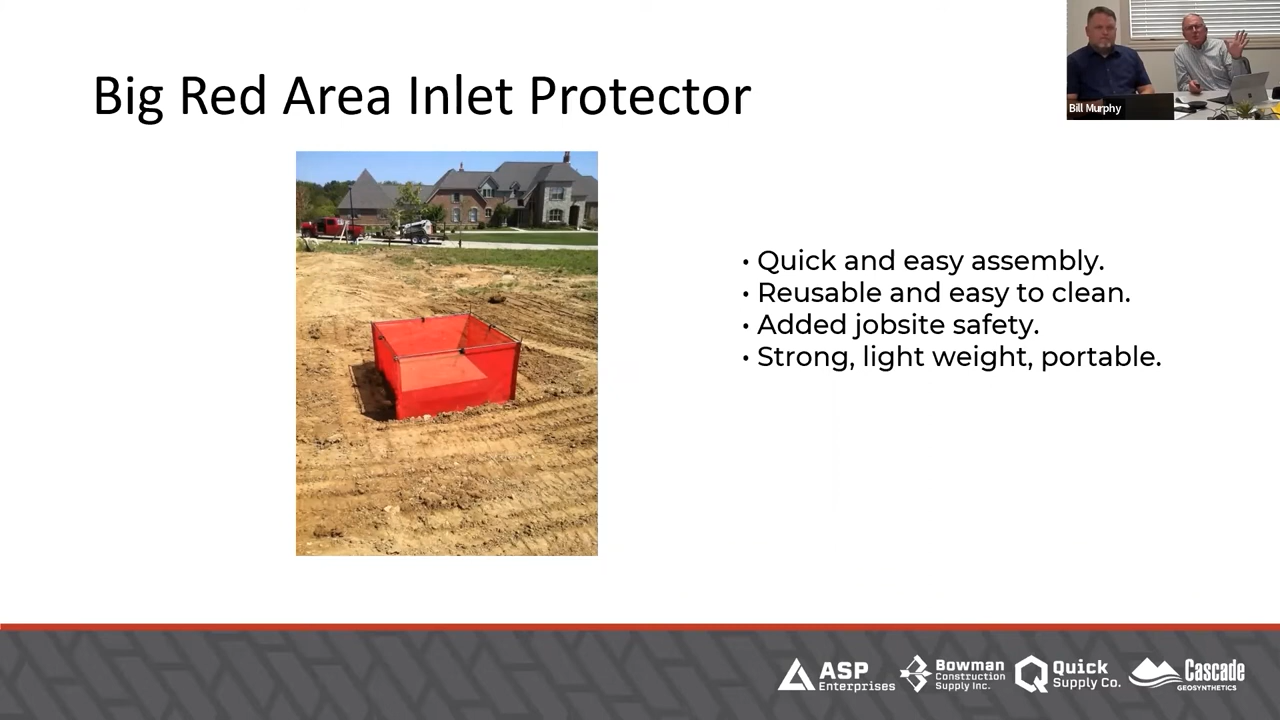 Big Red Area Inlet Protector
Bill Murphy
• Quick and easy assembly.
• Reusable and easy to clean.
• Added jobsite safety.
• Strong, light weight, portable.
ASP
Enterprises
Bowman
Construction
Supply Inc.
Quick
Supply Co.
Cascade
GEOSYNTHETICS